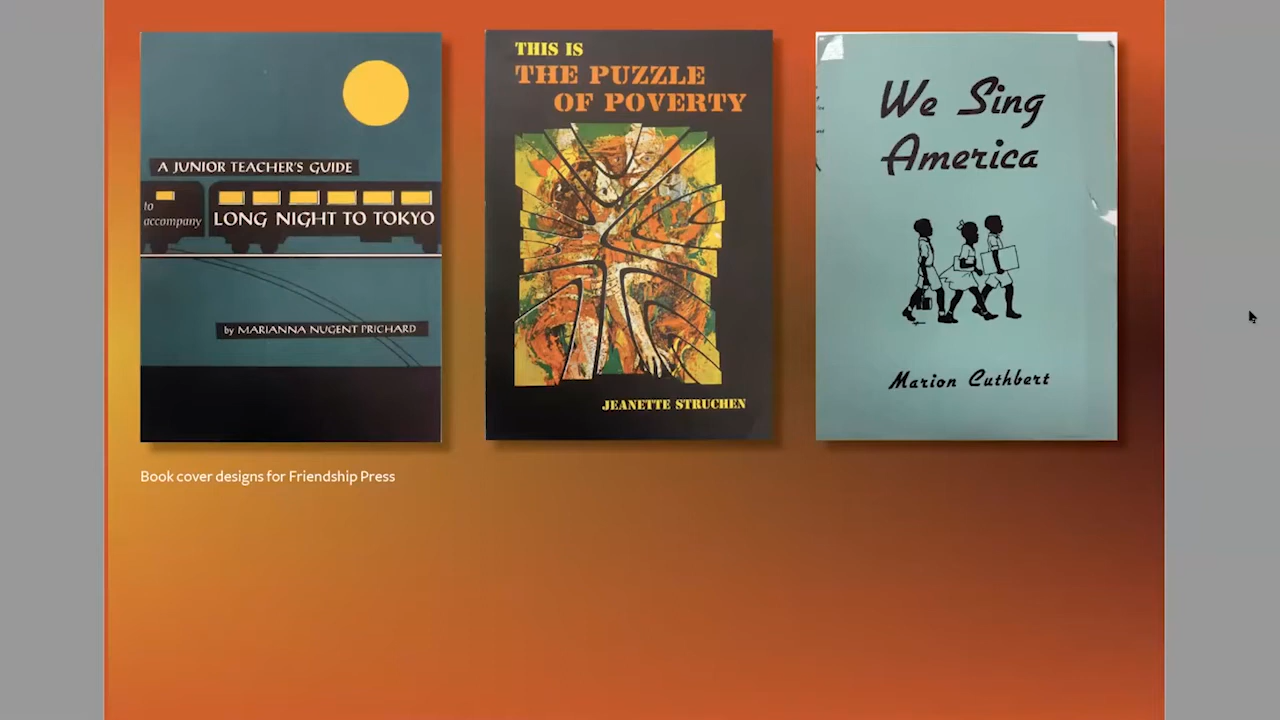 A JUNIOR TEACHER'S GUIDE
to
accompany
LONG NIGHT TO TOKYO
by MARIANNA NUGENT PRICHARD
THIS IS
THE PUZZLE
OF POVERTY
JEANETTE STRUCHEN
We Sing
America
Marion Cuthbert
Book cover designs for Friendship Press